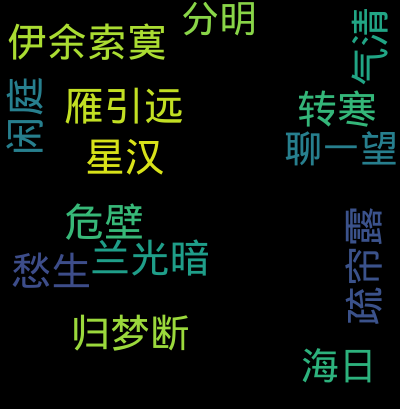 分明
伊余索寞
气清
闲庭
雁引远
转寒
聊一望
星汉
危壁
兰光暗
愁生
疏帘露
归梦断
海日